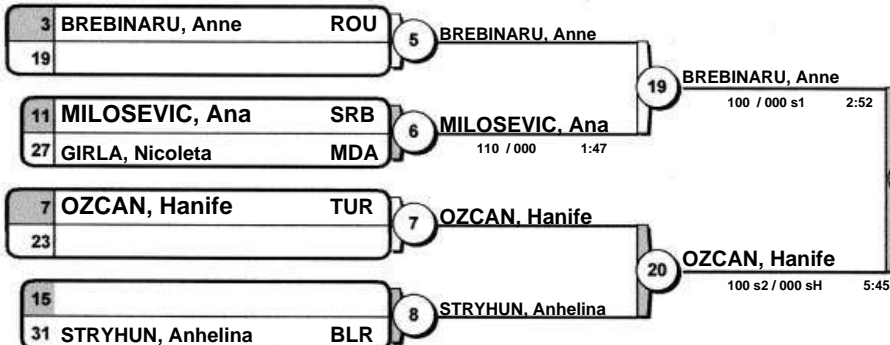 3 BREBINARU, Anne ROU
19
5 BREBINARU, Anne
11 MILOSEVIC, Ana SRB
27 GIRLA, Nicoleta MDA
6 MILOSEVIC, Ana
110 / 000 1:47
19 BREBINARU, Anne
100 / 000 s1 2:52
7 OZCAN, Hanife TUR
23
7 OZCAN, Hanife
15
31 STRYHUN, Anhelina BLR
8 STRYHUN, Anhelina
20 OZCAN, Hanife
100 s2 / 000 sH 5:45